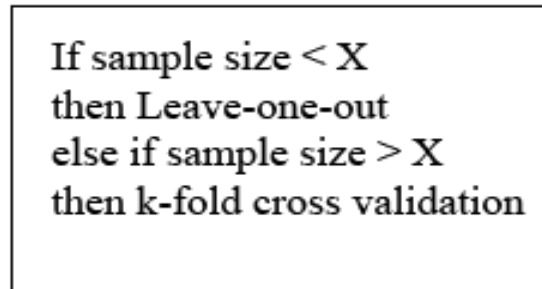 If sample size < X
then Leave-one-out
else if sample size > X
then k-fold cross validation